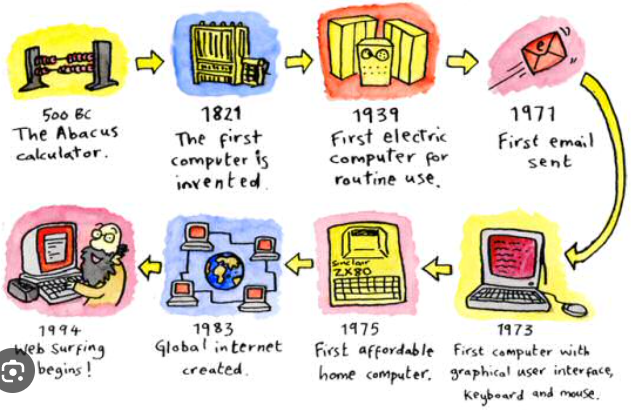 500 BC
The Abacus
calculator.
1821
The first
computer is
invented.
1939
First electric
computer for
routine use.
e
1971
First email
sent
1973
First computer with
graphical user interface,
keyboard and mouse.
Sinclair
ZX80
1975
First affordable
home computer.
1983
Global internet
created.
1994
Web Surfing
begins!